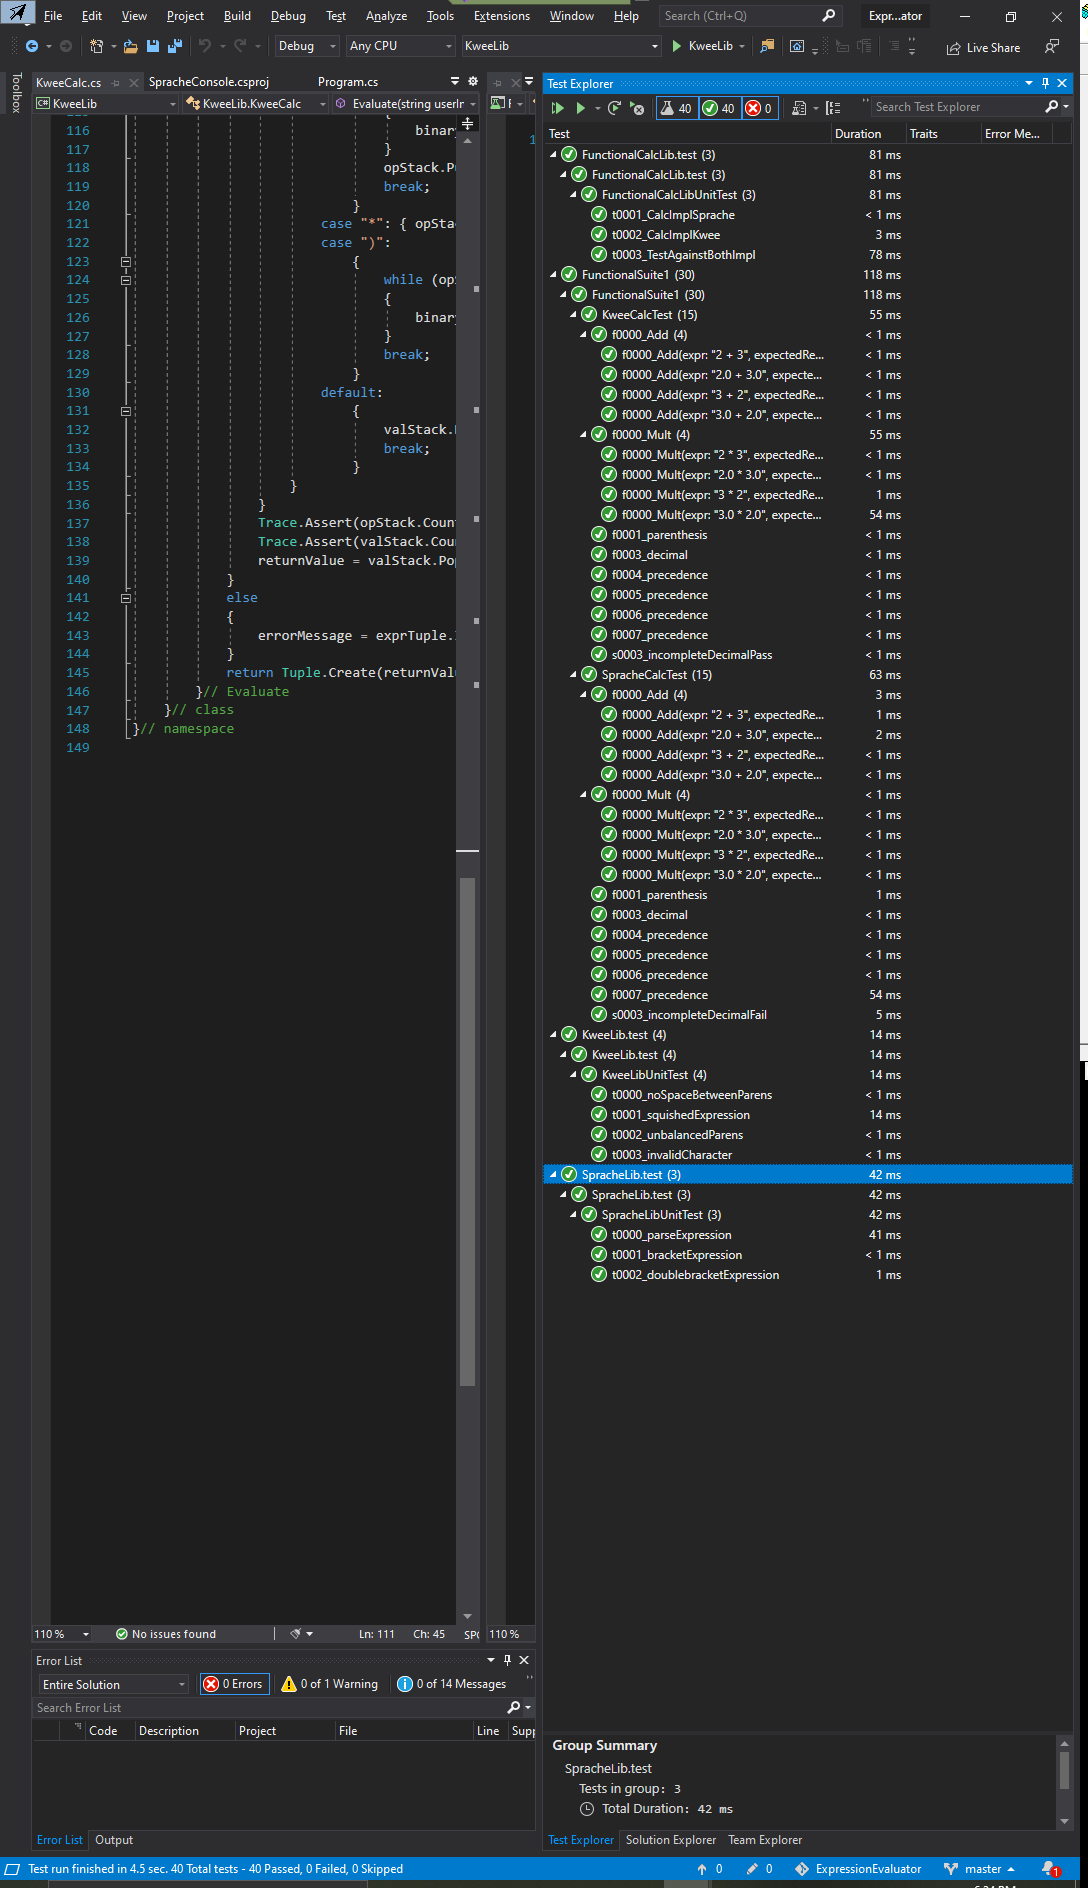 File Edit View Project Build Debug Test Analyze Tools Extensions Window Help Search (Ctrl+Q) Expr...ator
Debug Any CPU KweeLib KweeLib Live Share
Toolbox
KweeCalc.cs SpracheConsole.csproj Program.cs
KweeLib KweeLib.KweeCalc Evaluate(string userIn
116 binar
117 }
118 opStack.P
119 break;
120 }
121 case "*": { opSta
122 case ")":
123 {
124 while (op
125 {
126 binar
127 }
128 break;
129 }
130 default:
131 {
132 valStack.
133 break;
134 }
135 }
136 }
137 Trace.Assert(opStack.Coun
138 Trace.Assert(valStack.Cou
139 returnValue = valStack.Po
140 }
141 else
142 {
143 errorMessage = exprTuple.
144 }
145 return Tuple.Create(returnVal
146 }// Evaluate
147 }// class
148 }// namespace
149
110 % No issues found Ln: 111 Ch: 45 SPC
1
110 %
Error List
Entire Solution 0 Errors 0 of 1 Warning 0 of 14 Messages
Search Error List
Code Description Project File Line Supp
Error List Output
Test Explorer
40 40 0 Search Test Explorer
Test Duration Traits Error Me...
FunctionalCalcLib.test (3) 81 ms
FunctionalCalcLib.test (3) 81 ms
FunctionalCalcLibUnitTest (3) 81 ms
t0001_CalcImplSprache < 1 ms
t0002_CalcImplKwee 3 ms
t0003_TestAgainstBothImpl 78 ms
FunctionalSuite1 (30) 118 ms
FunctionalSuite1 (30) 118 ms
KweeCalcTest (15) 55 ms
f0000_Add (4) < 1 ms
f0000_Add(expr: "2 + 3", expectedRe... < 1 ms
f0000_Add(expr: "2.0 + 3.0", expecte... < 1 ms
f0000_Add(expr: "3 + 2", expectedRe... < 1 ms
f0000_Add(expr: "3.0 + 2.0", expecte... < 1 ms
f0000_Mult (4) 55 ms
f0000_Mult(expr: "2 * 3", expectedRe... < 1 ms
f0000_Mult(expr: "2.0 * 3.0", expecte... < 1 ms
f0000_Mult(expr: "3 * 2", expectedRe... 1 ms
f0000_Mult(expr: "3.0 * 2.0", expecte... 54 ms
f0001_parenthesis < 1 ms
f0003_decimal < 1 ms
f0004_precedence < 1 ms
f0005_precedence < 1 ms
f0006_precedence < 1 ms
f0007_precedence < 1 ms
s0003_incompleteDecimalPass < 1 ms
SpracheCalcTest (15) 63 ms
f0000_Add (4) 3 ms
f0000_Add(expr: "2 + 3", expectedRe... 1 ms
f0000_Add(expr: "2.0 + 3.0", expecte... 2 ms
f0000_Add(expr: "3 + 2", expectedRe... < 1 ms
f0000_Add(expr: "3.0 + 2.0", expecte... < 1 ms
f0000_Mult (4) < 1 ms
f0000_Mult(expr: "2 * 3", expectedRe... < 1 ms
f0000_Mult(expr: "2.0 * 3.0", expecte... < 1 ms
f0000_Mult(expr: "3 * 2", expectedRe... < 1 ms
f0000_Mult(expr: "3.0 * 2.0", expecte... < 1 ms
f0001_parenthesis 1 ms
f0003_decimal < 1 ms
f0004_precedence < 1 ms
f0005_precedence < 1 ms
f0006_precedence < 1 ms
f0007_precedence 54 ms
s0003_incompleteDecimalFail 5 ms
KweeLib.test (4) 14 ms
KweeLib.test (4) 14 ms
KweeLibUnitTest (4) 14 ms
t0000_noSpaceBetweenParens < 1 ms
t0001_squishedExpression 14 ms
t0002_unbalancedParens < 1 ms
t0003_invalidCharacter < 1 ms
SpracheLib.test (3) 42 ms
SpracheLib.test (3) 42 ms
SpracheLibUnitTest (3) 42 ms
t0000_parseExpression 41 ms
t0001_bracketExpression < 1 ms
t0002_doublebracketExpression 1 ms
Group Summary
SpracheLib.test
Tests in group: 3
Total Duration: 42 ms
Test Explorer Solution Explorer Team Explorer
Test run finished in 4.5 sec. 40 Total tests - 40 Passed, 0 Failed, 0 Skipped 0 0 ExpressionEvaluator master 1